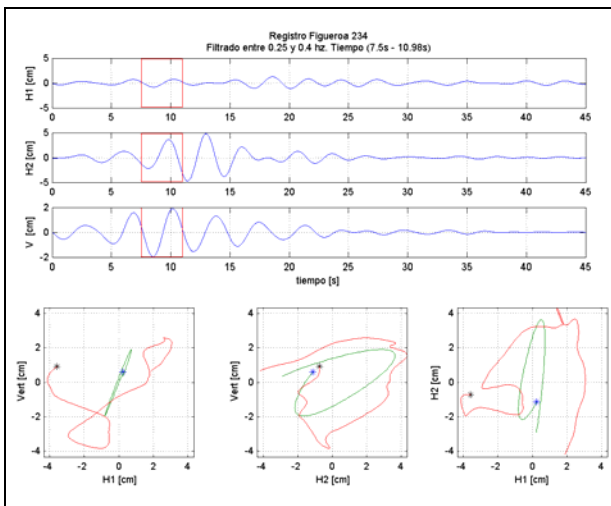 Registro Figueroa 234
Filtrado entre 0.25 y 0.4 hz. Tiempo (7.5s - 10.98s)
5
0
-5
H1 [cm]
0 5 10 15 20 25 30 35 40 45
5
0
-5
H2 [cm]
0 5 10 15 20 25 30 35 40 45
2
0
-2
V [cm]
0 5 10 15 20 25 30 35 40 45
tiempo [s]
4
2
0
-2
-4
Vert [cm]
-4 -2 0 2 4
H1 [cm]
4
2
0
-2
-4
Vert [cm]
-4 -2 0 2 4
H2 [cm]
4
2
0
-2
-4
H2 [cm]
-4 -2 0 2 4
H1 [cm]